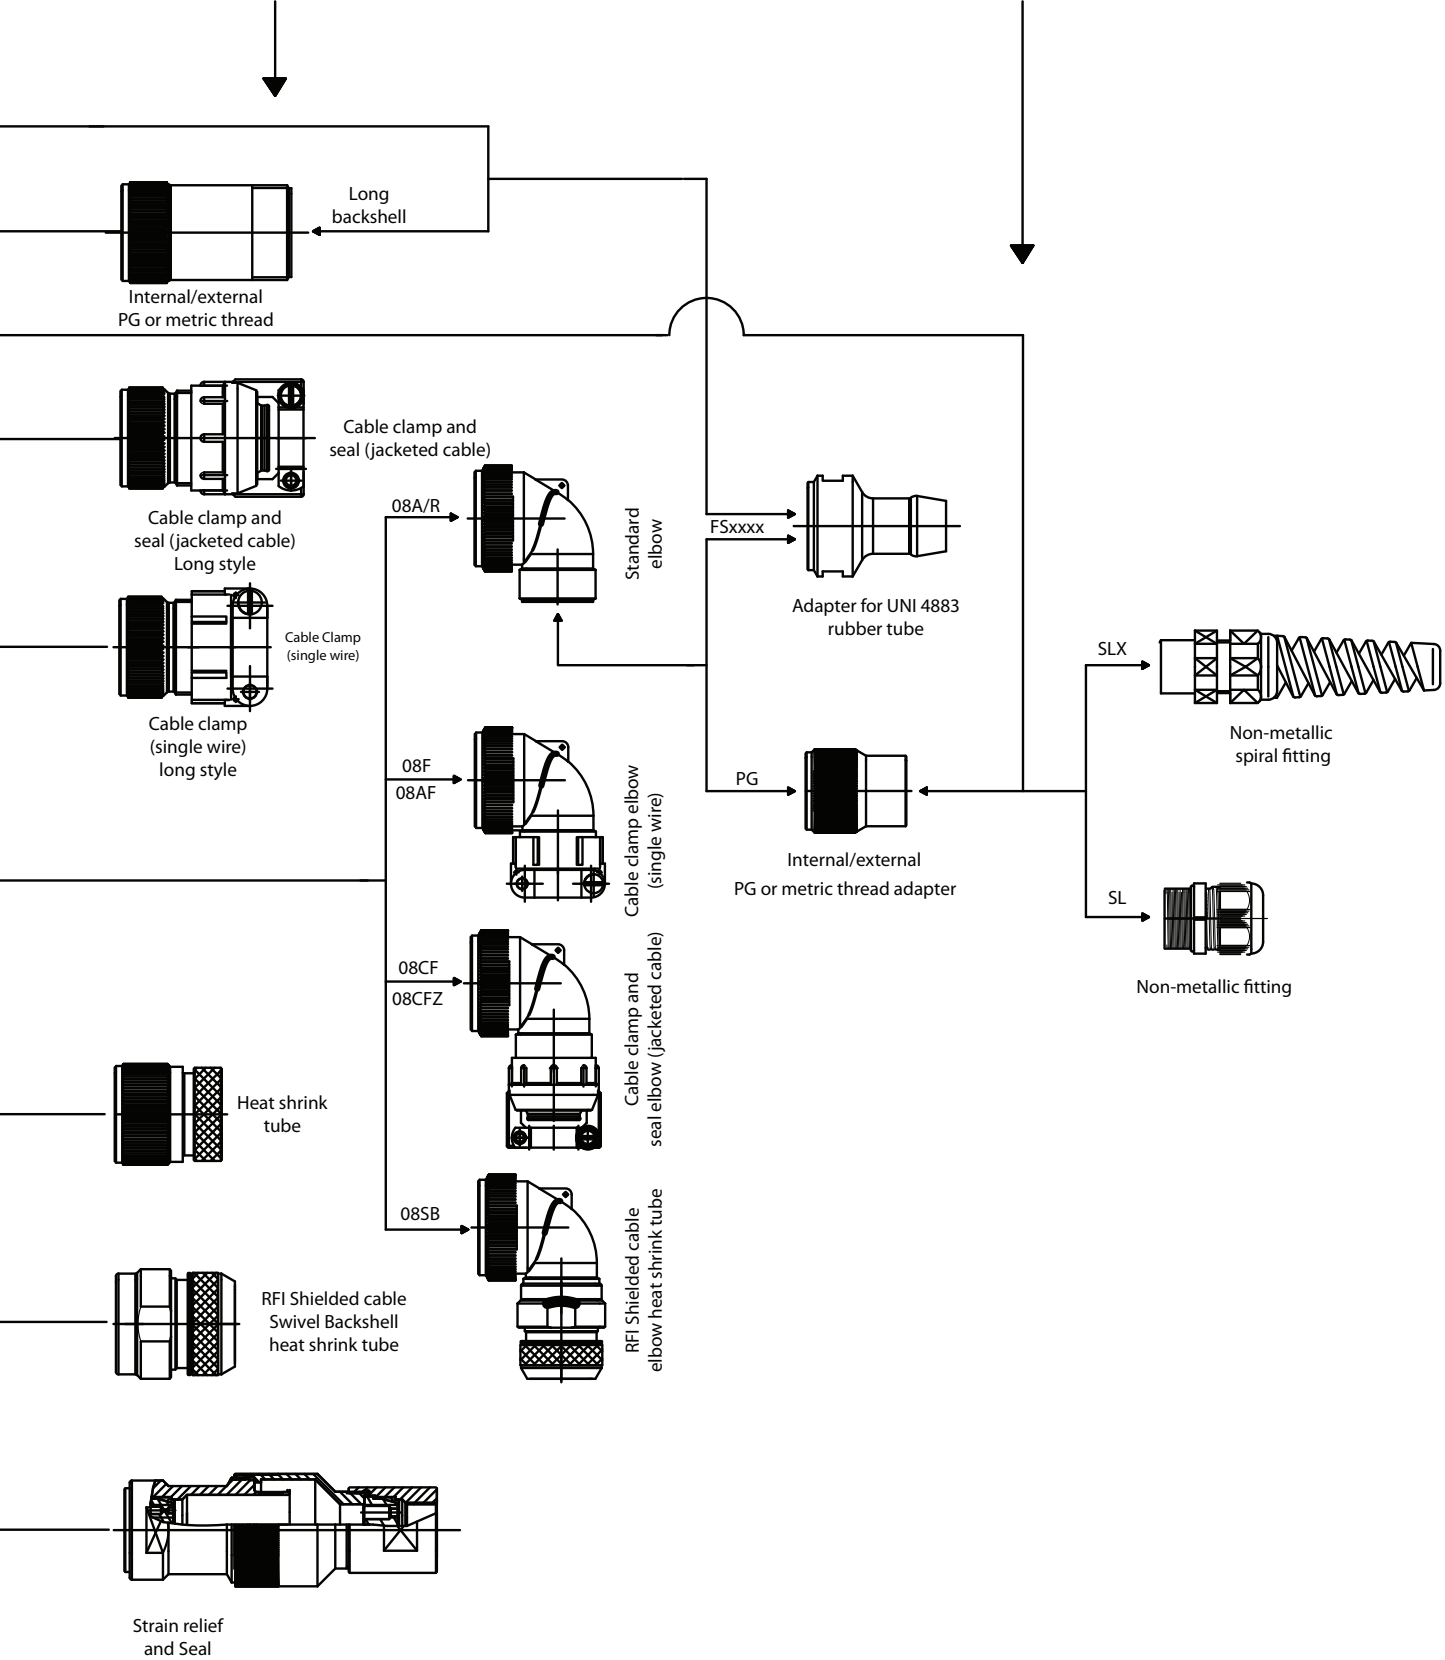 Long
backshell
Internal/external
PG or metric thread
Cable clamp and
seal (jacketed cable)
Cable clamp and
seal (jacketed cable)
Long style
Cable Clamp
(single wire)
Cable clamp
(single wire)
long style
08A/R
Standard
elbow
FSxxxx
Adapter for UNI 4883
rubber tube
08F
08AF
Cable clamp elbow
(single wire)
PG
Internal/external
PG or metric thread adapter
SLX
Non-metallic
spiral fitting
SL
Non-metallic fitting
08CF
08CFZ
Cable clamp and
seal elbow (jacketed cable)
Heat shrink
tube
08SB
RFI Shielded cable
elbow heat shrink tube
RFI Shielded cable
Swivel Backshell
heat shrink tube
Strain relief
and Seal